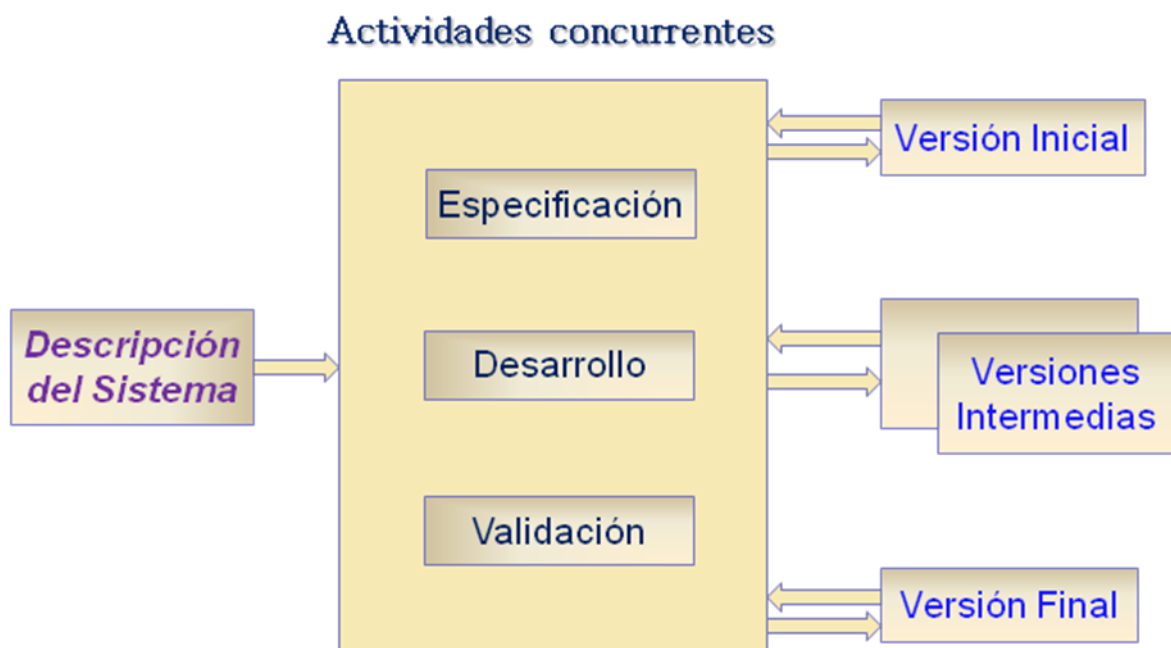 Actividades concurrentes
Versión Inicial
Especificación
Descripción
del Sistema
Desarrollo
Versiones
Intermedias
Validación
Versión Final